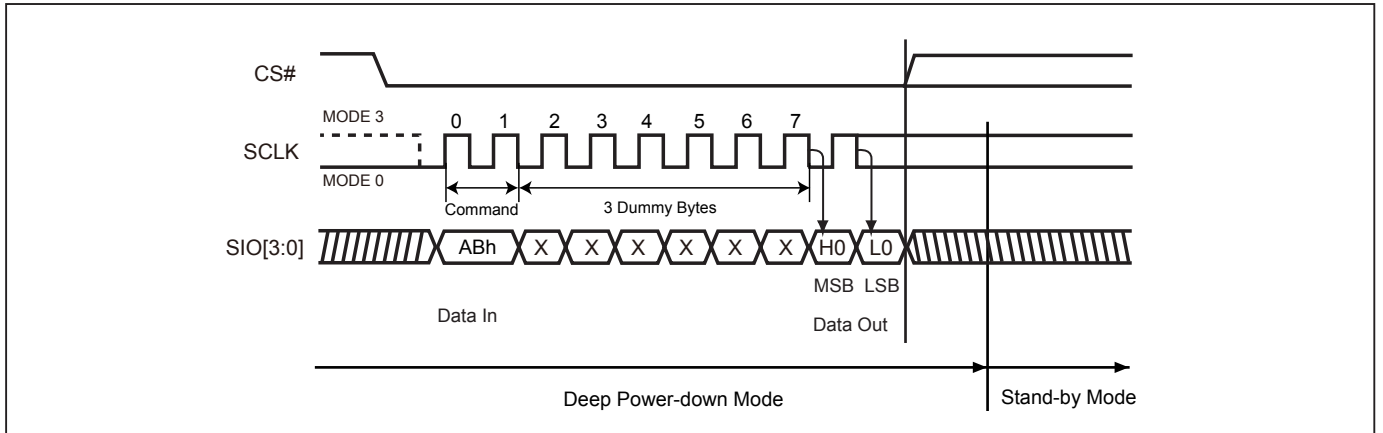 CS#
MODE 3
0 1 2 3 4 5 6 7
SCLK
MODE 0
Command
3 Dummy Bytes
SIO[3:0]
ABh X X X X X X H0 L0
MSB LSB
Data In
Data Out
Deep Power-down Mode
Stand-by Mode